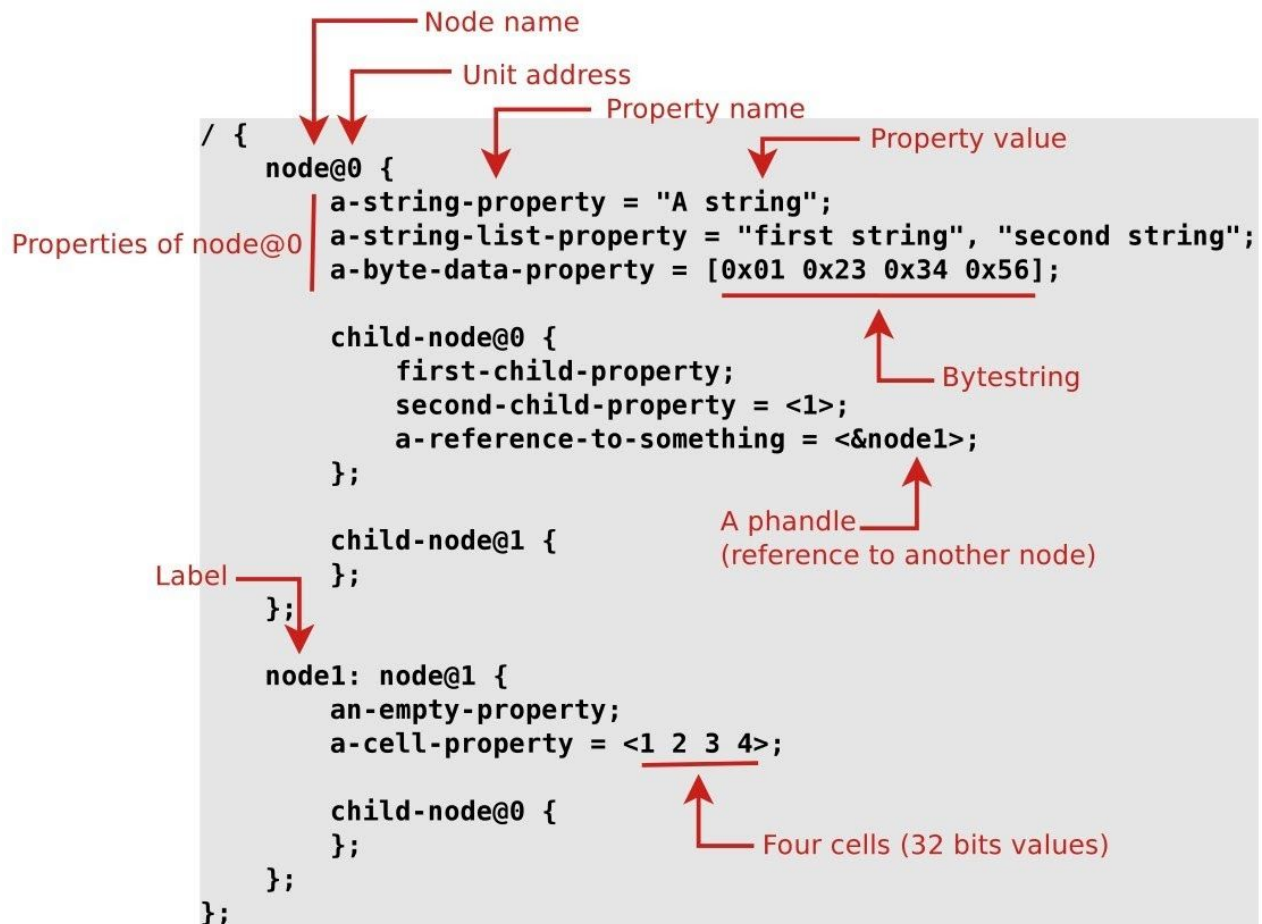 Node name
Unit address
Property name
/ {
Property value
node@0 {
a-string-property = "A string";
Properties of node@0
a-string-list-property = "first string", "second string";
a-byte-data-property = [0x01 0x23 0x34 0x56];
child-node@0 {
first-child-property;
Bytestring
second-child-property = <1>;
a-reference-to-something = <&node1>;
};
A phandle
(reference to another node)
child-node@1 {
Label
};
};
node1: node@1 {
an-empty-property;
a-cell-property = <1 2 3 4>;
child-node@0 {
};
Four cells (32 bits values)
};
};